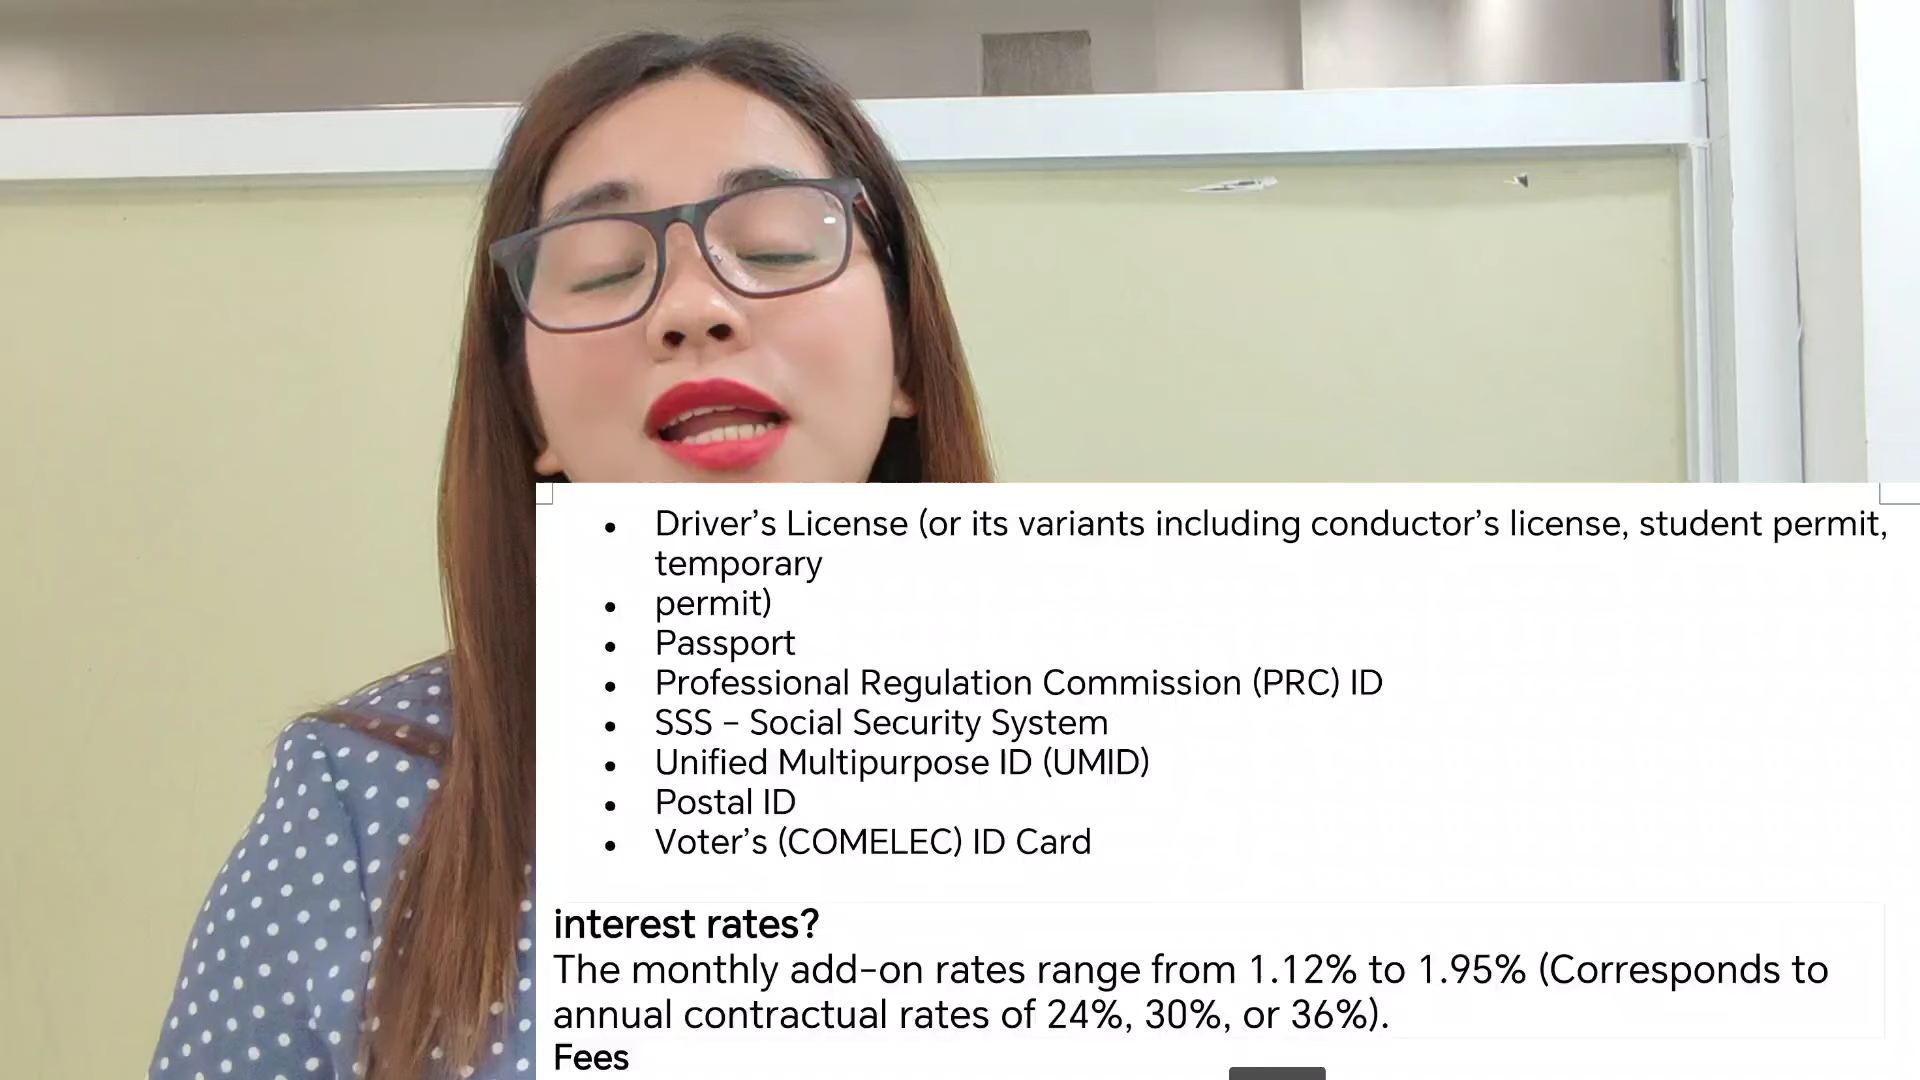 • Driver’s License (or its variants including conductor’s license, student permit,
temporary
• permit)
• Passport
• Professional Regulation Commission (PRC) ID
• SSS – Social Security System
• Unified Multipurpose ID (UMID)
• Postal ID
• Voter’s (COMELEC) ID Card
interest rates?
The monthly add-on rates range from 1.12% to 1.95% (Corresponds to
annual contractual rates of 24%, 30%, or 36%).
Fees